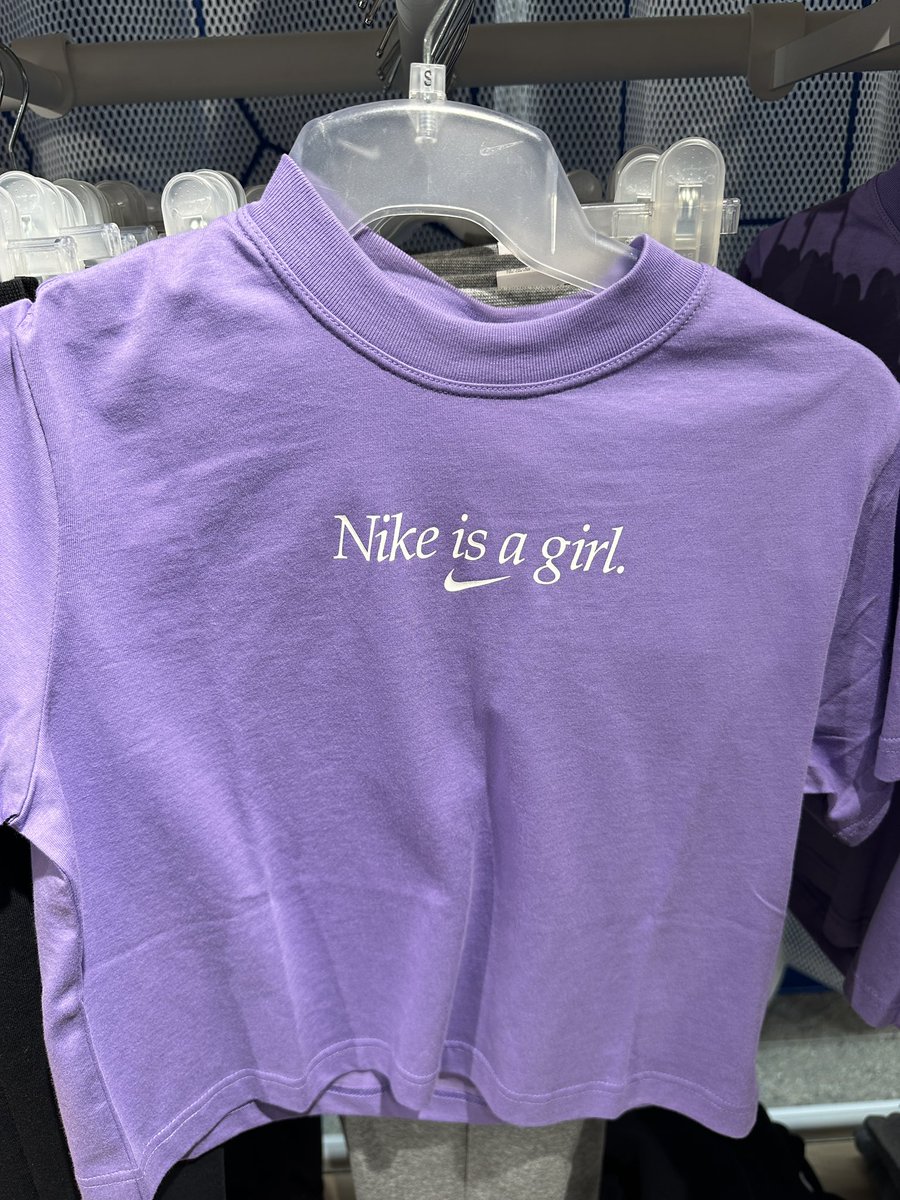 S
Nike is a girl.